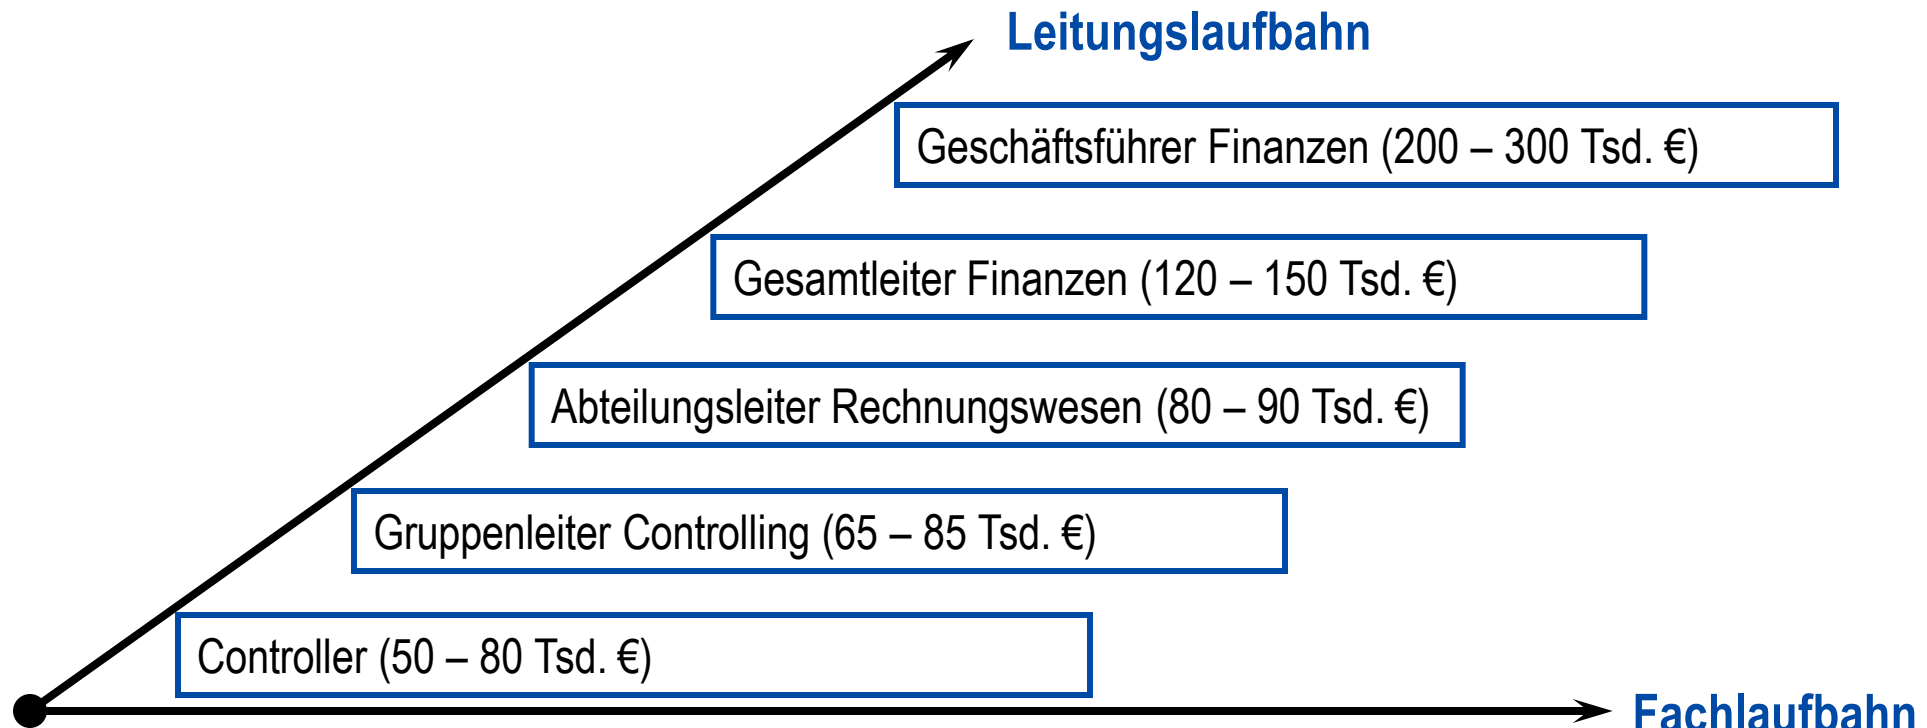 Leitungslaufbahn
Geschäftsführer Finanzen (200 – 300 Tsd. €)
Gesamtleiter Finanzen (120 – 150 Tsd. €)
Abteilungsleiter Rechnungswesen (80 – 90 Tsd. €)
Gruppenleiter Controlling (65 – 85 Tsd. €)
Controller (50 – 80 Tsd. €)
Fachlaufbahn